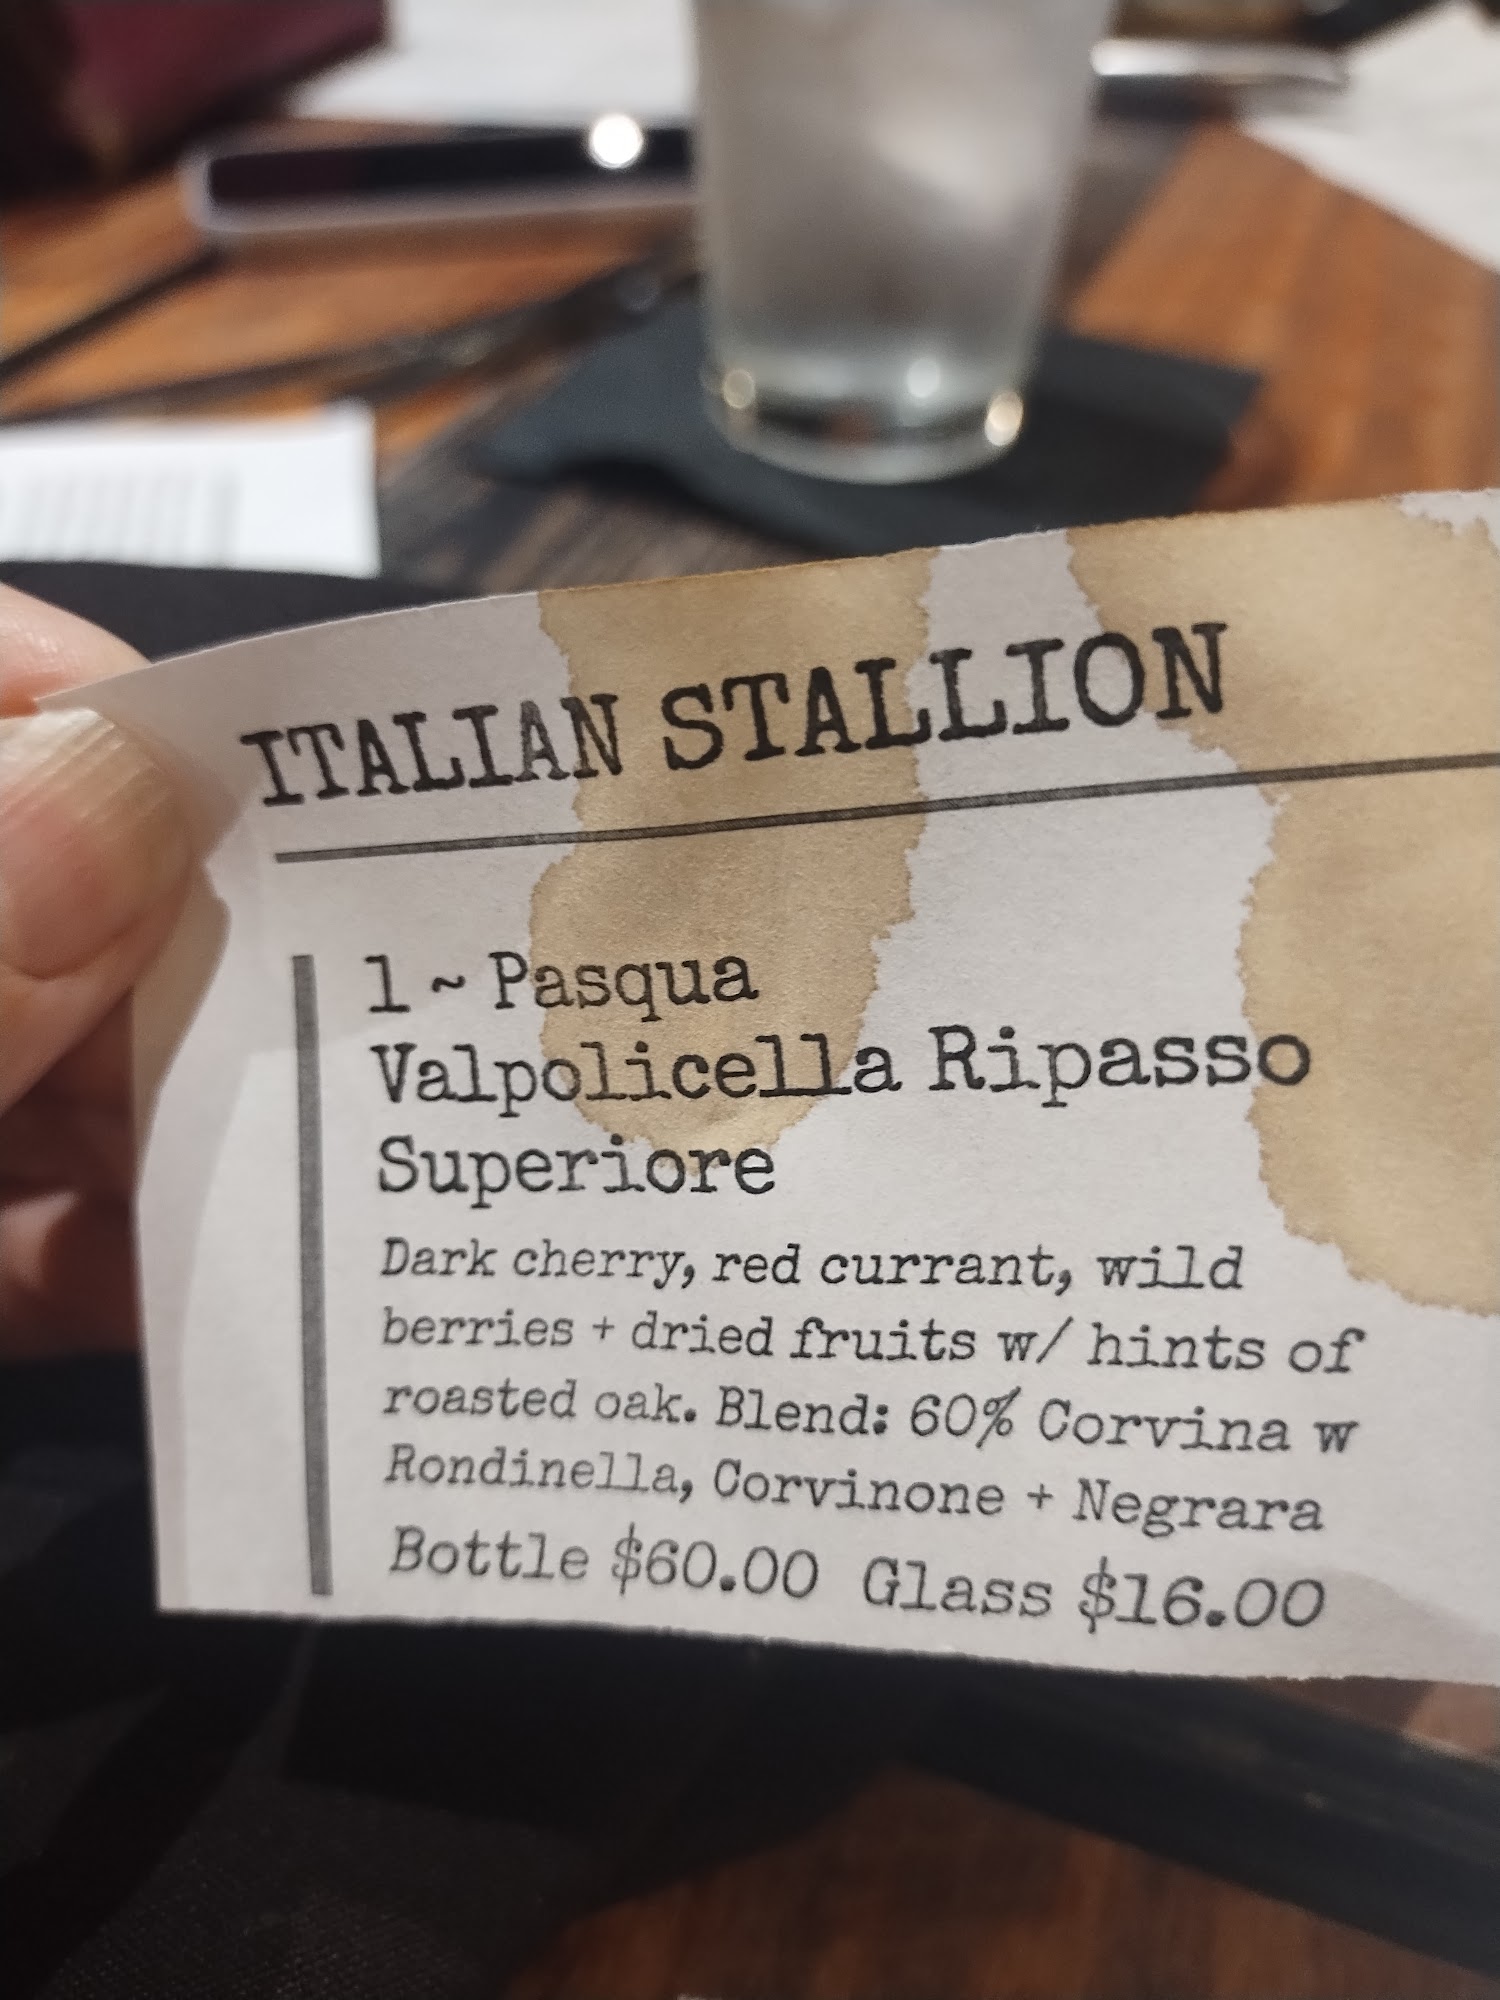 ITALIAN STALLION
1 ~ Pasqua
Valpolicella Ripasso
Superiore
Dark cherry, red currant, wild
berries + dried fruits w/ hints of
roasted oak. Blend: 60% Corvina w
Rondinella, Corvinone + Negrara
Bottle $60.00 Glass $16.00